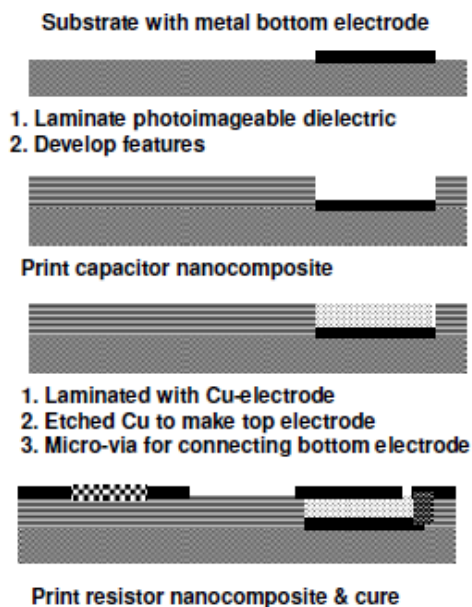 Substrate with metal bottom electrode
1. Laminate photoimageable dielectric
2. Develop features
Print capacitor nanocomposite
1. Laminated with Cu-electrode
2. Etched Cu to make top electrode
3. Micro-via for connecting bottom electrode
Print resistor nanocomposite & cure